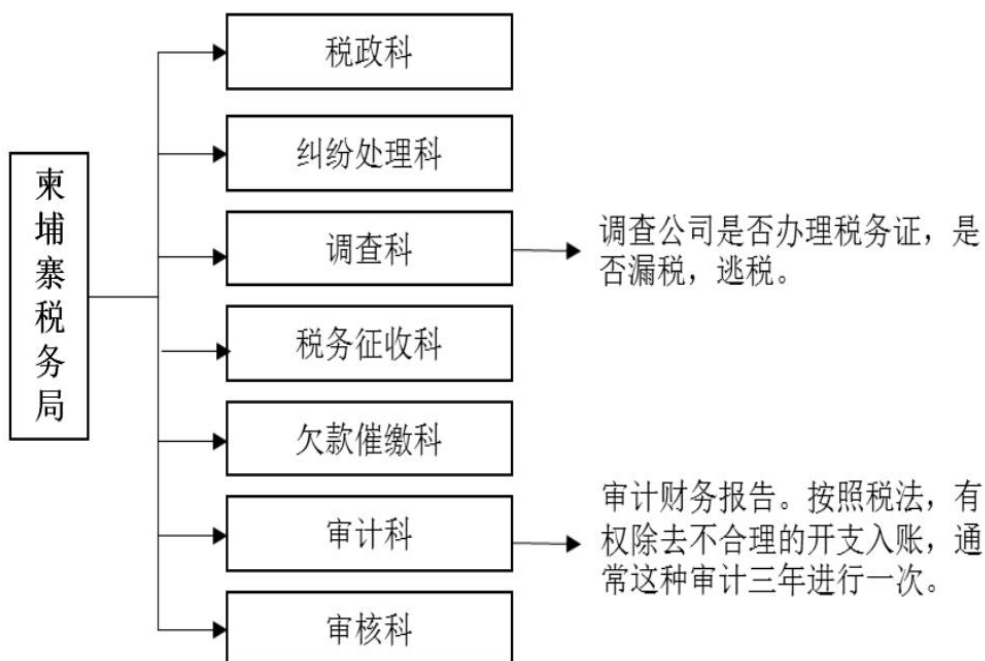 柬埔寨税务局
税政科
纠纷处理科
调查科
调查公司是否办理税务证，是
否漏税，逃税。
税务征收科
欠款催缴科
审计科
审计财务报告。按照税法，有
权除去不合理的开支入账，通
常这种审计三年进行一次。
审核科